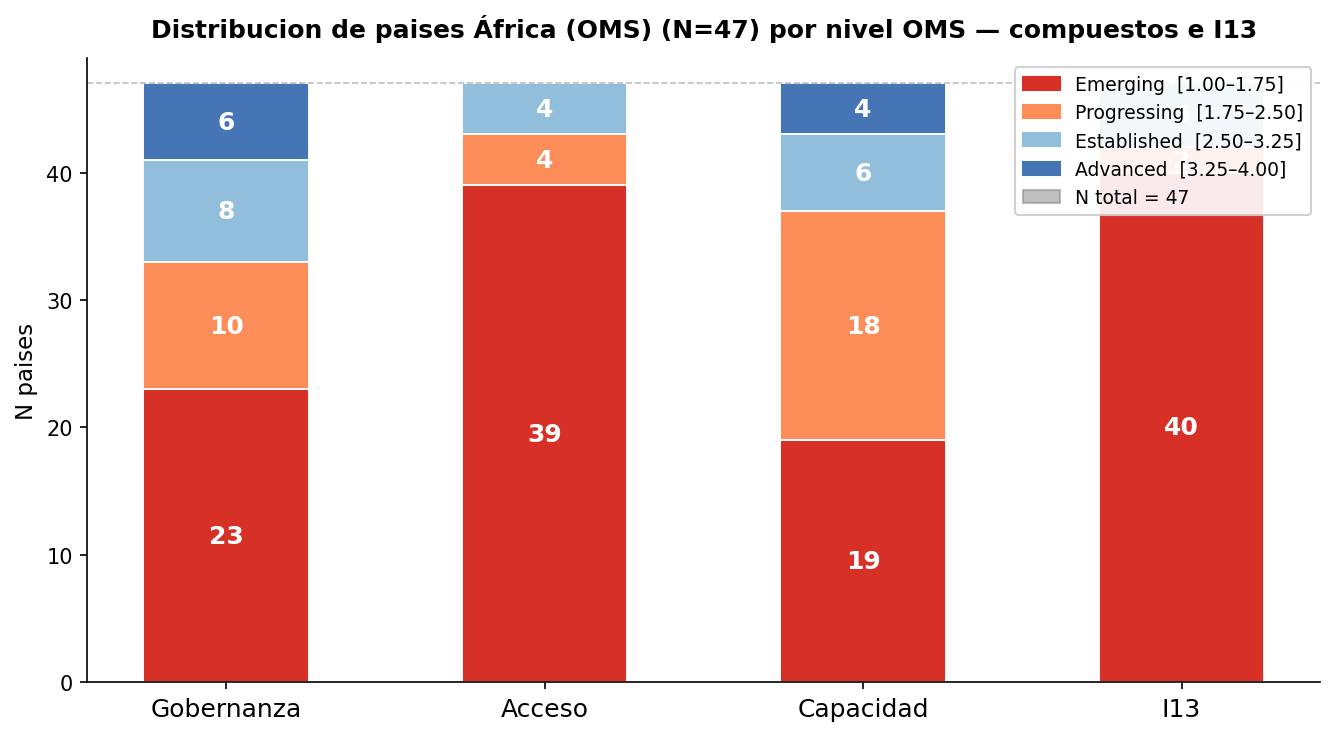 Distribucion de paises África (OMS) (N=47) por nivel OMS — compuestos e I13
Emerging [1.00–1.75]
Progressing [1.75–2.50]
Established [2.50–3.25]
Advanced [3.25–4.00]
N total = 47
N paises
40
30
20
10
0
6
8
10
23
4
4
39
4
6
18
19
40
Gobernanza
Acceso
Capacidad
I13